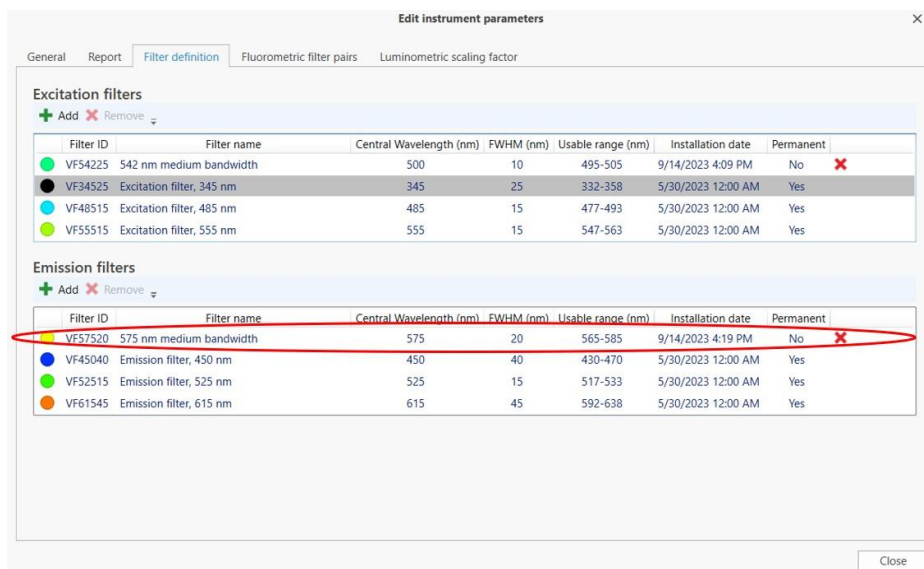 Edit instrument parameters
General Report Filter definition Fluorometric filter pairs Luminometric scaling factor
Excitation filters
Add Remove
Filter ID Filter name Central Wavelength (nm) FWHM (nm) Usable range (nm) Installation date Permanent
VF54225 542 nm medium bandwidth 500 10 495-505 9/14/2023 4:09 PM No
VF34525 Excitation filter, 345 nm 345 25 332-358 5/30/2023 12:00 AM Yes
VF48515 Excitation filter, 485 nm 485 15 477-493 5/30/2023 12:00 AM Yes
VF55515 Excitation filter, 555 nm 555 15 547-563 5/30/2023 12:00 AM Yes
Emission filters
Add Remove
Filter ID Filter name Central Wavelength (nm) FWHM (nm) Usable range (nm) Installation date Permanent
VF57520 575 nm medium bandwidth 575 20 565-585 9/14/2023 4:19 PM No
VF45040 Emission filter, 450 nm 450 40 430-470 5/30/2023 12:00 AM Yes
VF52515 Emission filter, 525 nm 525 15 517-533 5/30/2023 12:00 AM Yes
VF61545 Emission filter, 615 nm 615 45 592-638 5/30/2023 12:00 AM Yes
Close